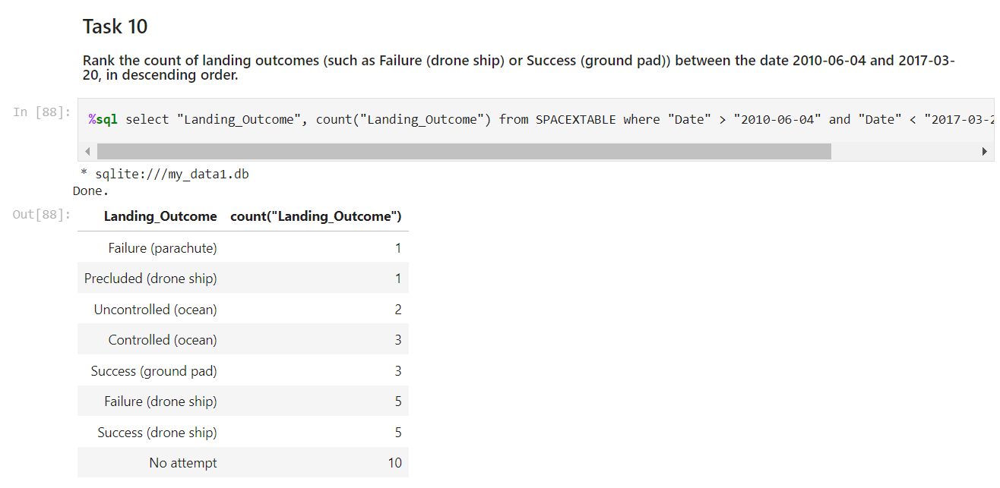 Task 10
Rank the count of landing outcomes (such as Failure (drone ship) or Success (ground pad)) between the date 2010-06-04 and 2017-03-
20, in descending order.
In [88]: %sql select "Landing_Outcome", count("Landing_Outcome") from SPACEXTABLE where "Date" > "2010-06-04" and "Date" < "2017-03-2
* sqlite:///my_data1.db
Done.
Out[88]: Landing_Outcome count("Landing_Outcome")
Failure (parachute) 1
Precluded (drone ship) 1
Uncontrolled (ocean) 2
Controlled (ocean) 3
Success (ground pad) 3
Failure (drone ship) 5
Success (drone ship) 5
No attempt 10